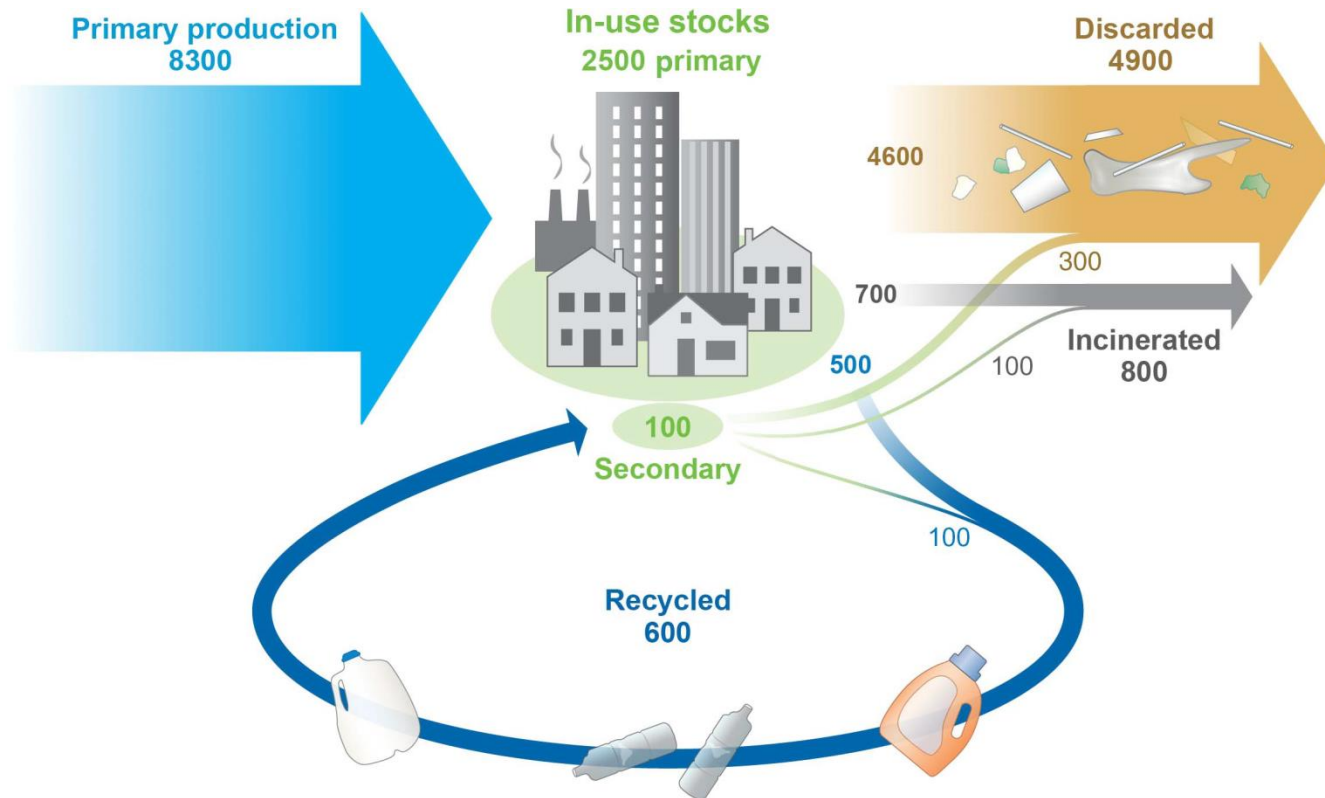 Primary production
8300
In-use stocks
2500 primary
Discarded
4900
4600
300
700
Incinerated
800
100
500
100
Secondary
100
Recycled
600